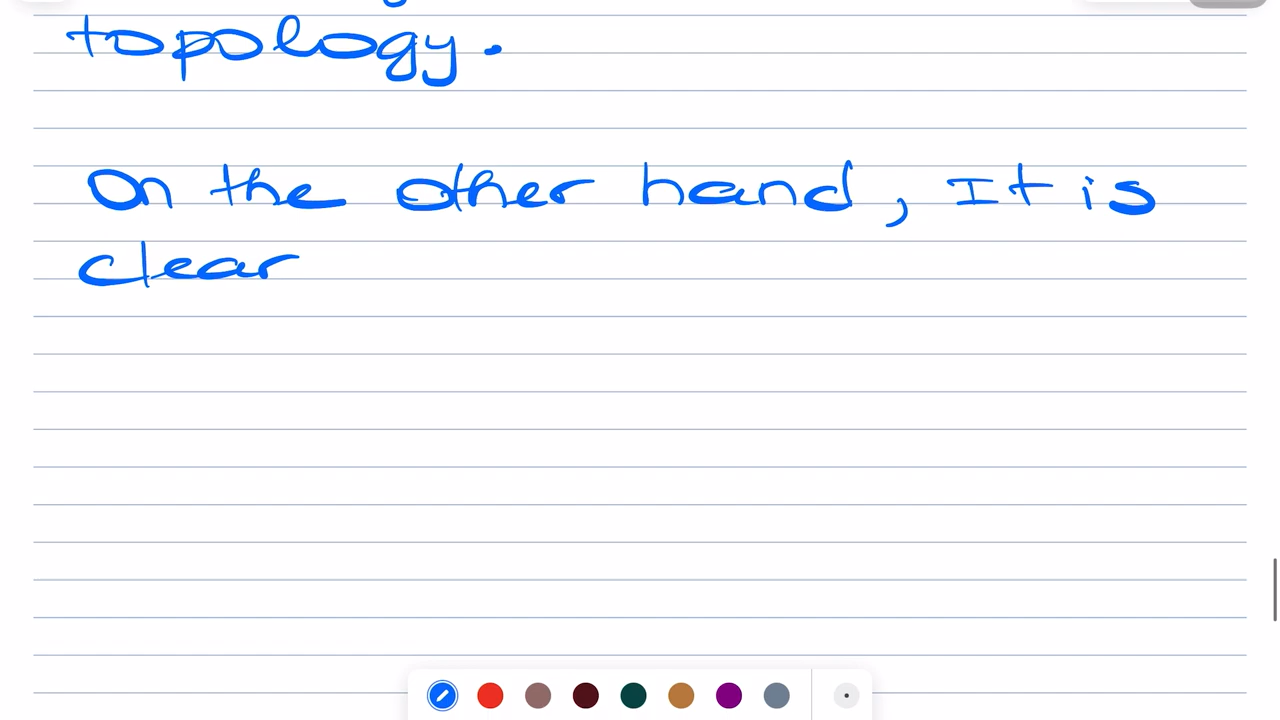 topology.
On the other hand, It is
clear